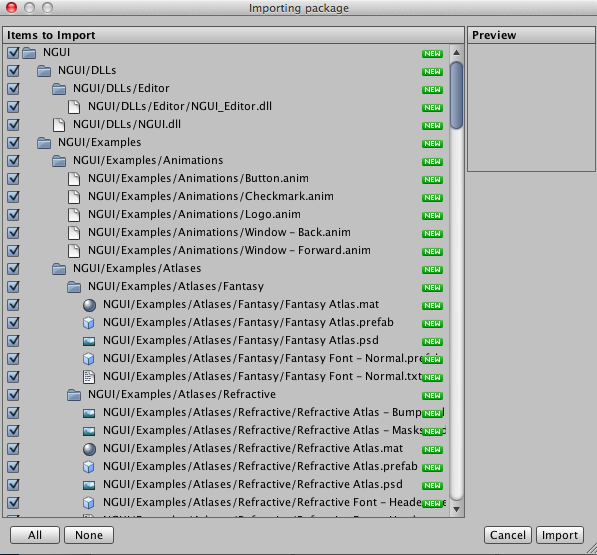 Importing package
Items to Import
Preview
NGUI NEW
NGUI/DLLs NEW
NGUI/DLLs/Editor NEW
NGUI/DLLs/Editor/NGUI_Editor.dll NEW
NGUI/DLLs/NGUI.dll NEW
NGUI/Examples NEW
NGUI/Examples/Animations NEW
NGUI/Examples/Animations/Button.anim NEW
NGUI/Examples/Animations/Checkmark.anim NEW
NGUI/Examples/Animations/Logo.anim NEW
NGUI/Examples/Animations/Window – Back.anim NEW
NGUI/Examples/Animations/Window – Forward.anim NEW
NGUI/Examples/Atlases NEW
NGUI/Examples/Atlases/Fantasy NEW
NGUI/Examples/Atlases/Fantasy/Fantasy Atlas.mat NEW
NGUI/Examples/Atlases/Fantasy/Fantasy Atlas.prefab NEW
NGUI/Examples/Atlases/Fantasy/Fantasy Atlas.psd NEW
NGUI/Examples/Atlases/Fantasy/Fantasy Font – Normal.prefab NEW
NGUI/Examples/Atlases/Fantasy/Fantasy Font – Normal.txt NEW
NGUI/Examples/Atlases/Refractive NEW
NGUI/Examples/Atlases/Refractive/Refractive Atlas – Bump NEW
NGUI/Examples/Atlases/Refractive/Refractive Atlas – Mask NEW
NGUI/Examples/Atlases/Refractive/Refractive Atlas.mat NEW
NGUI/Examples/Atlases/Refractive/Refractive Atlas.prefab NEW
NGUI/Examples/Atlases/Refractive/Refractive Atlas.psd NEW
NGUI/Examples/Atlases/Refractive/Refractive Font – Heade NEW
All
None
Cancel
Import